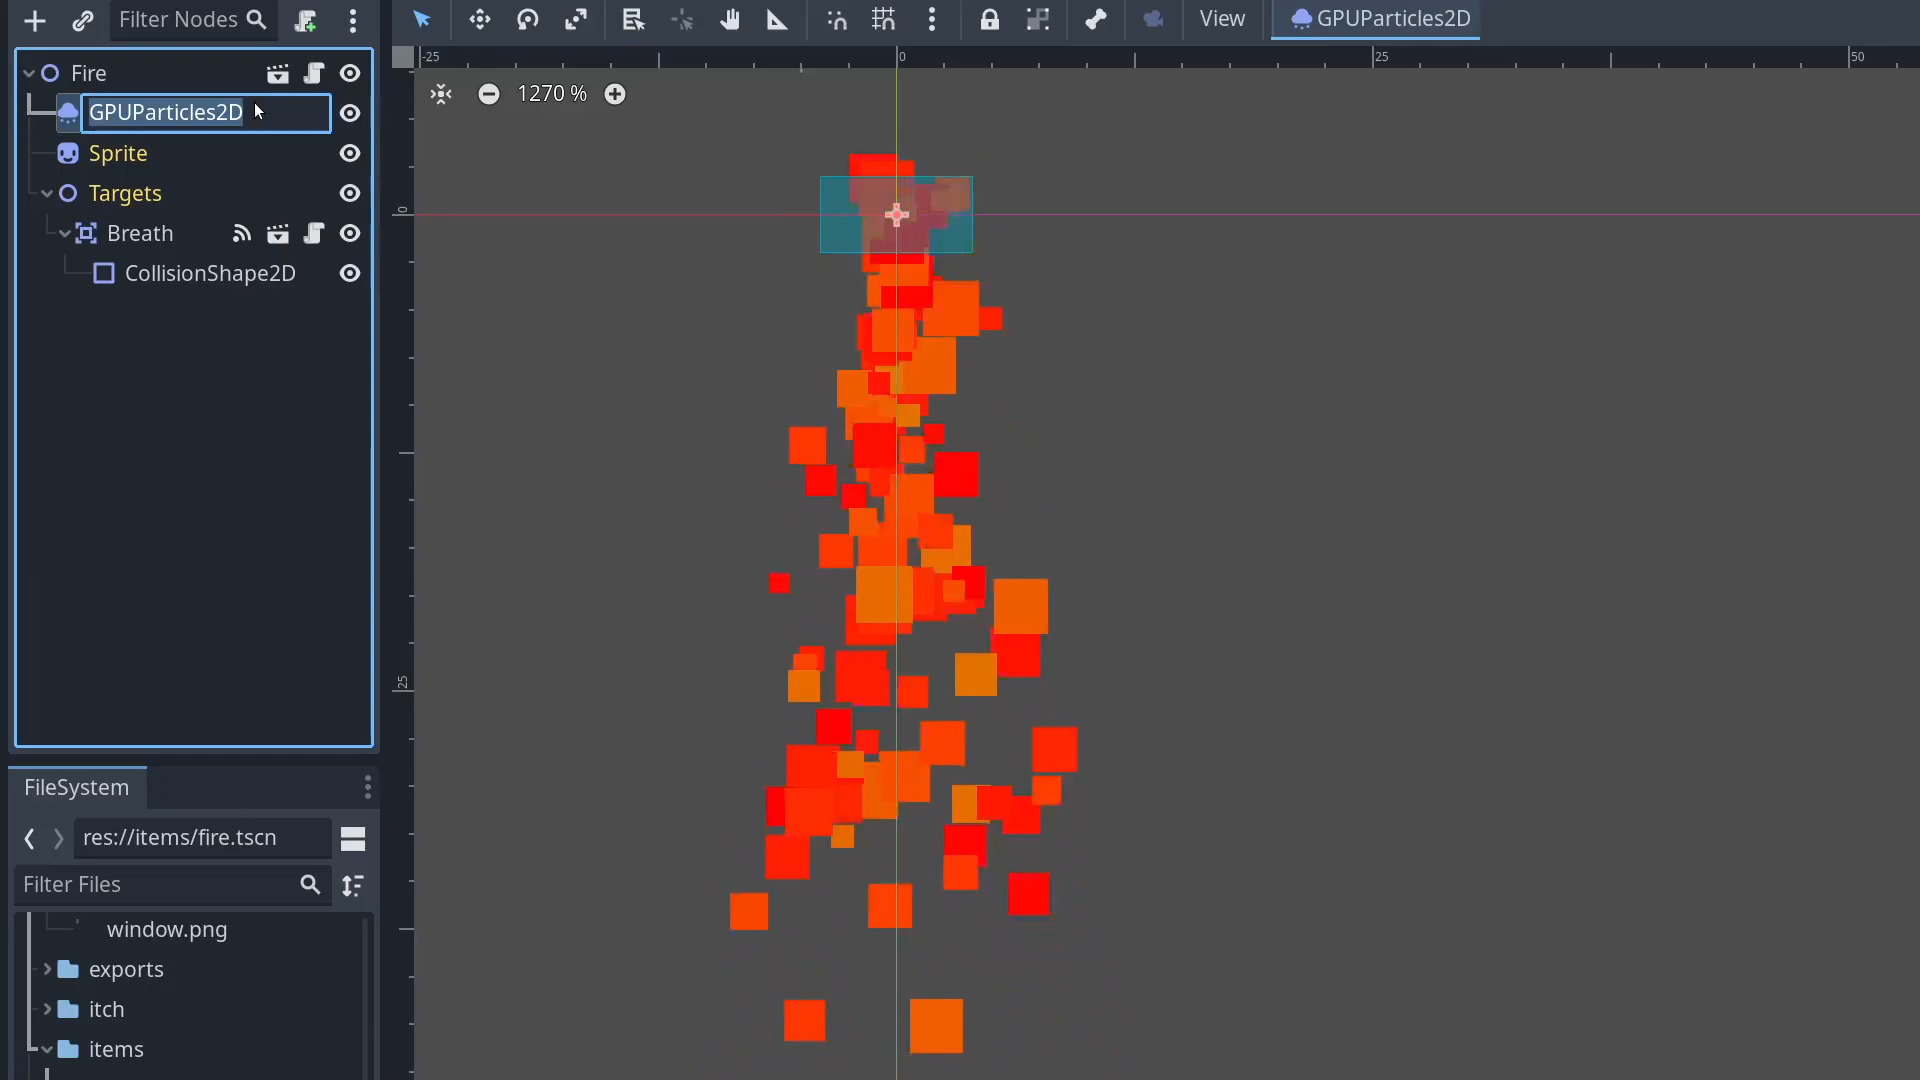 Filter Nodes
View
GPUParticles2D
-25
0
25
50
Fire
1270 %
GPUParticles2D
Sprite
Targets
0
Breath
CollisionShape2D
25
FileSystem
res://items/fire.tscn
Filter Files
window.png
exports
itch
items